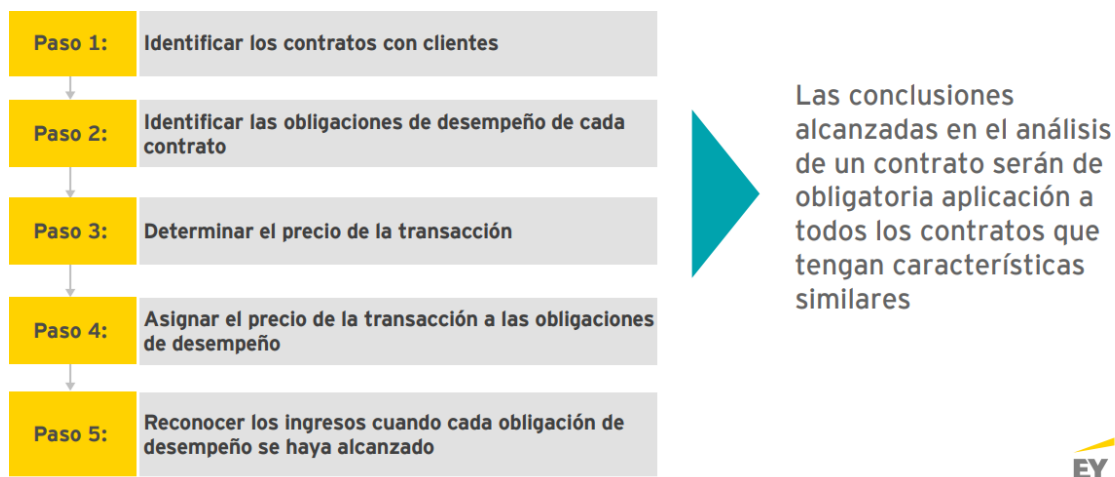 Paso 1:
Identificar los contratos con clientes
Paso 2:
Identificar las obligaciones de desempeño de cada
contrato
Paso 3:
Determinar el precio de la transacción
Paso 4:
Asignar el precio de la transacción a las obligaciones
de desempeño
Paso 5:
Reconocer los ingresos cuando cada obligación de
desempeño se haya alcanzado
Las conclusiones
alcanzadas en el análisis
de un contrato serán de
obligatoria aplicación a
todos los contratos que
tengan características
similares
EY